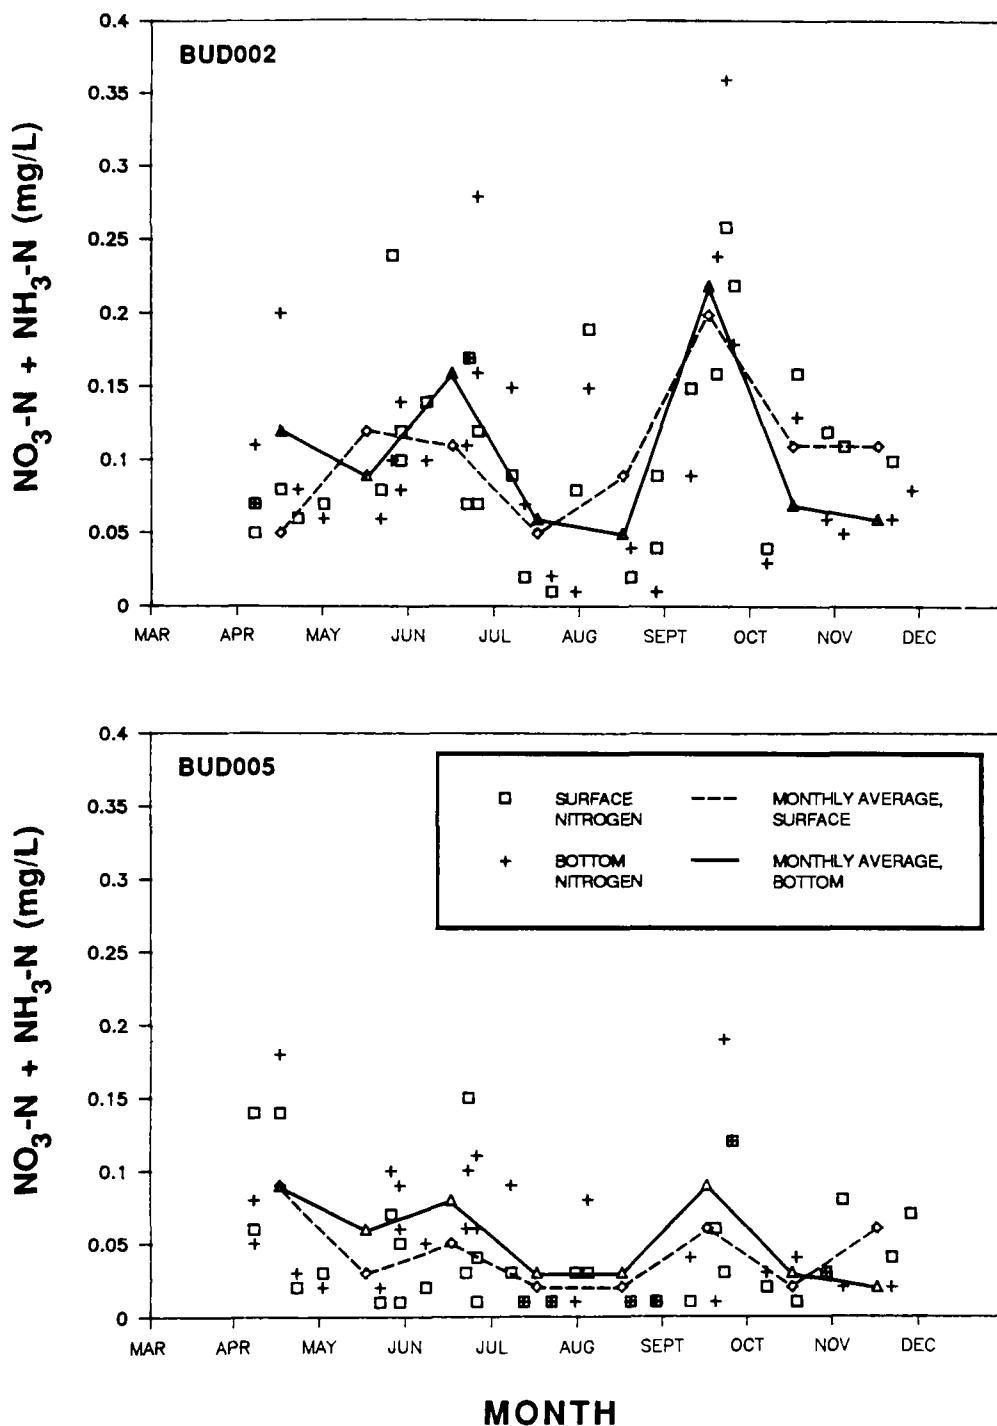 BUD002
NO3-N + NH3-N (mg/L)
0.4
0.35
0.3
0.25
0.2
0.15
0.1
0.05
0
MAR APR MAY JUN JUL AUG SEPT OCT NOV DEC
BUD005
NO3-N + NH3-N (mg/L)
0.4
0.35
0.3
0.25
0.2
0.15
0.1
0.05
0
SURFACE NITROGEN
MONTHLY AVERAGE, SURFACE
BOTTOM NITROGEN
MONTHLY AVERAGE, BOTTOM
MAR APR MAY JUN JUL AUG SEPT OCT NOV DEC
MONTH